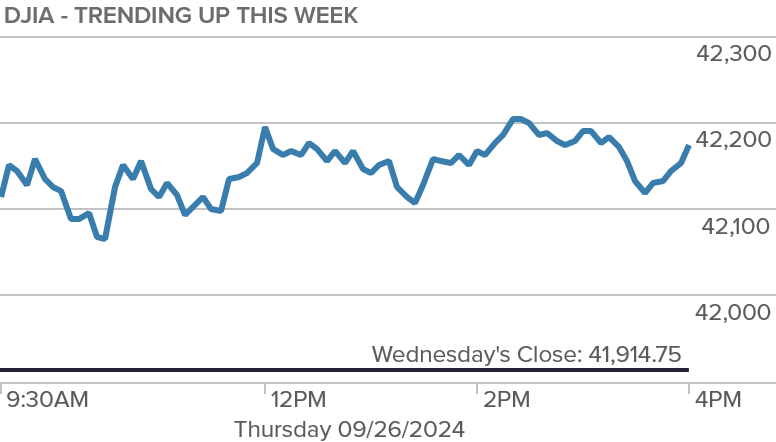 DJIA - TRENDING UP THIS WEEK
42,300
42,200
42,100
42,000
Wednesday's Close: 41,914.75
9:30AM 12PM 2PM 4PM
Thursday 09/26/2024